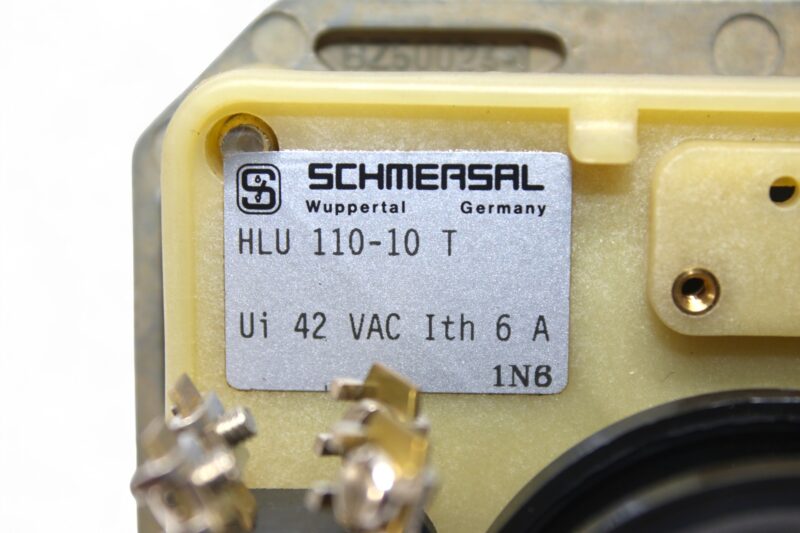 SCHMERSAL
Wuppertal Germany
HLU 110-10 T
Ui 42 VAC Ith 6 A
1N6